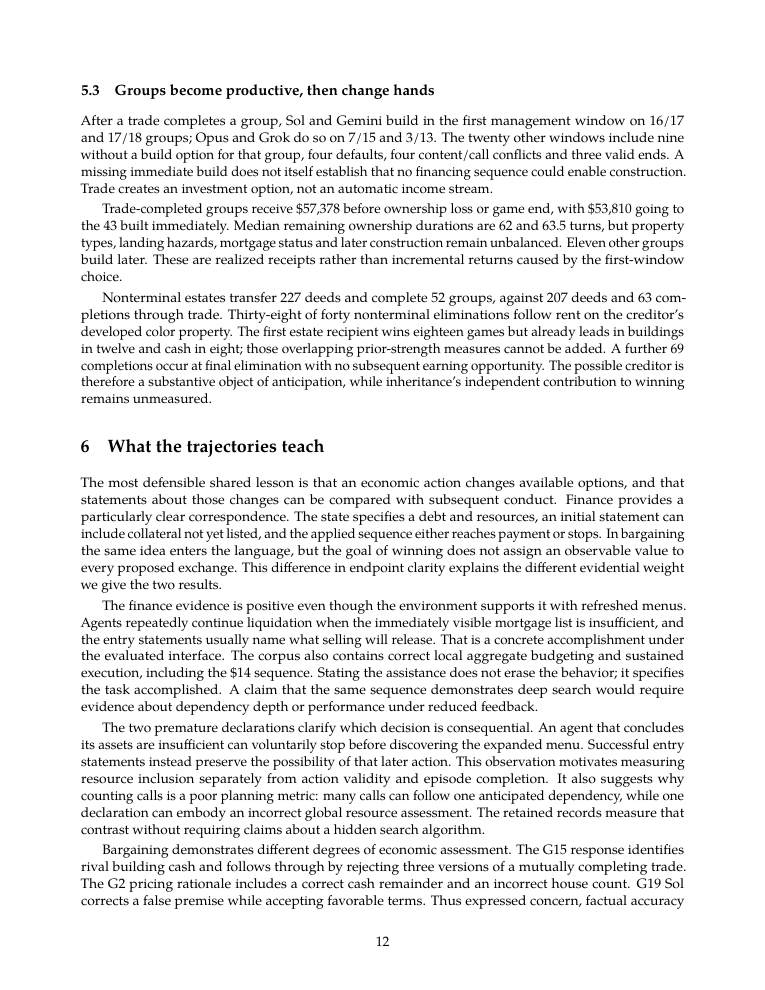 5.3 Groups become productive, then change hands
After a trade completes a group, Sol and Gemini build in the first management window on 16/17
and 17/18 groups; Opus and Grok do so on 7/15 and 3/13. The twenty other windows include nine
without a build option for that group, four defaults, four content/call conflicts and three valid ends. A
missing immediate build does not itself establish that no financing sequence could enable construction.
Trade creates an investment option, not an automatic income stream.
Trade-completed groups receive $57,378 before ownership loss or game end, with $53,810 going to
the 43 built immediately. Median remaining ownership durations are 62 and 63.5 turns, but property
types, landing hazards, mortgage status and later construction remain unbalanced. Eleven other groups
build later. These are realized receipts rather than incremental returns caused by the first-window
choice.
Nonterminal estates transfer 227 deeds and complete 52 groups, against 207 deeds and 63 com-
pletions through trade. Thirty-eight of forty nonterminal eliminations follow rent on the creditor's
developed color property. The first estate recipient wins eighteen games but already leads in buildings
in twelve and cash in eight; those overlapping prior-strength measures cannot be added. A further 69
completions occur at final elimination with no subsequent earning opportunity. The possible creditor is
therefore a substantive object of anticipation, while inheritance's independent contribution to winning
remains unmeasured.
6 What the trajectories teach
The most defensible shared lesson is that an economic action changes available options, and that
statements about those changes can be compared with subsequent conduct. Finance provides a
particularly clear correspondence. The state specifies a debt and resources, an initial statement can
include collateral not yet listed, and the applied sequence either reaches payment or stops. In bargaining
the same idea enters the language, but the goal of winning does not assign an observable value to
every proposed exchange. This difference in endpoint clarity explains the different evidential weight
we give the two results.
The finance evidence is positive even though the environment supports it with refreshed menus.
Agents repeatedly continue liquidation when the immediately visible mortgage list is insufficient, and
the entry statements usually name what selling will release. That is a concrete accomplishment under
the evaluated interface. The corpus also contains correct local aggregate budgeting and sustained
execution, including the $14 sequence. Stating the assistance does not erase the behavior; it specifies
the task accomplished. A claim that the same sequence demonstrates deep search would require
evidence about dependency depth or performance under reduced feedback.
The two premature declarations clarify which decision is consequential. An agent that concludes
its assets are insufficient can voluntarily stop before discovering the expanded menu. Successful entry
statements instead preserve the possibility of that later action. This observation motivates measuring
resource inclusion separately from action validity and episode completion. It also suggests why
counting calls is a poor planning metric: many calls can follow one anticipated dependency, while one
declaration can embody an incorrect global resource assessment. The retained records measure that
contrast without requiring claims about a hidden search algorithm.
Bargaining demonstrates different degrees of economic assessment. The G15 response identifies
rival building cash and follows through by rejecting three versions of a mutually completing trade.
The G2 pricing rationale includes a correct cash remainder and an incorrect house count. G19 Sol
corrects a false premise while accepting favorable terms. Thus expressed concern, factual accuracy
12